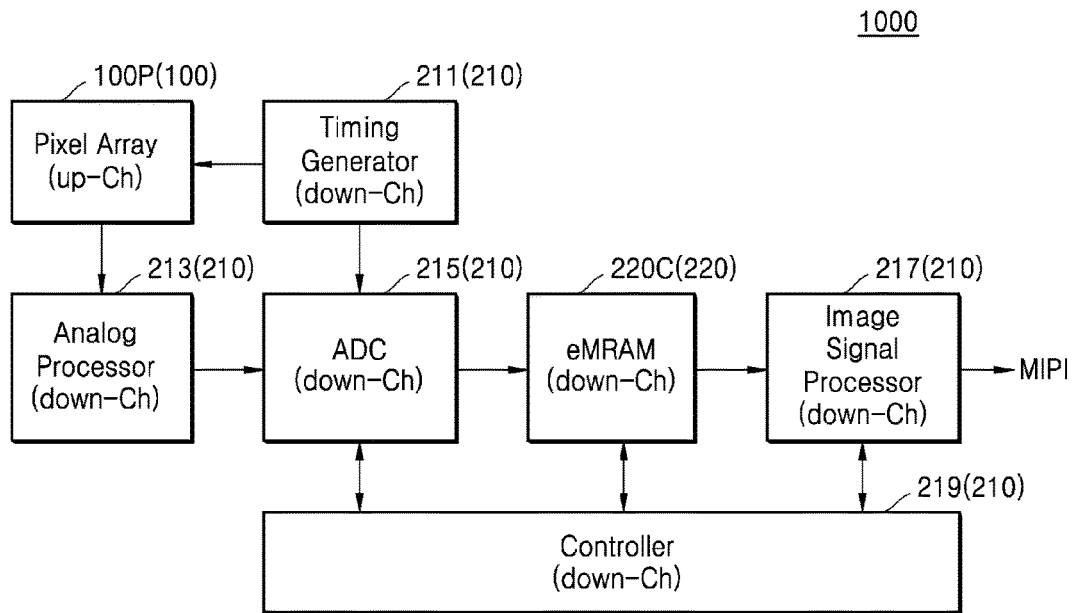 1000
100P(100)
211(210)
Pixel Array
(up-Ch)
Timing
Generator
(down-Ch)
213(210)
215(210)
220C(220)
217(210)
Analog
Processor
(down-Ch)
ADC
(down-Ch)
eMRAM
(down-Ch)
Image
Signal
Processor
(down-Ch)
MIPI
219(210)
Controller
(down-Ch)